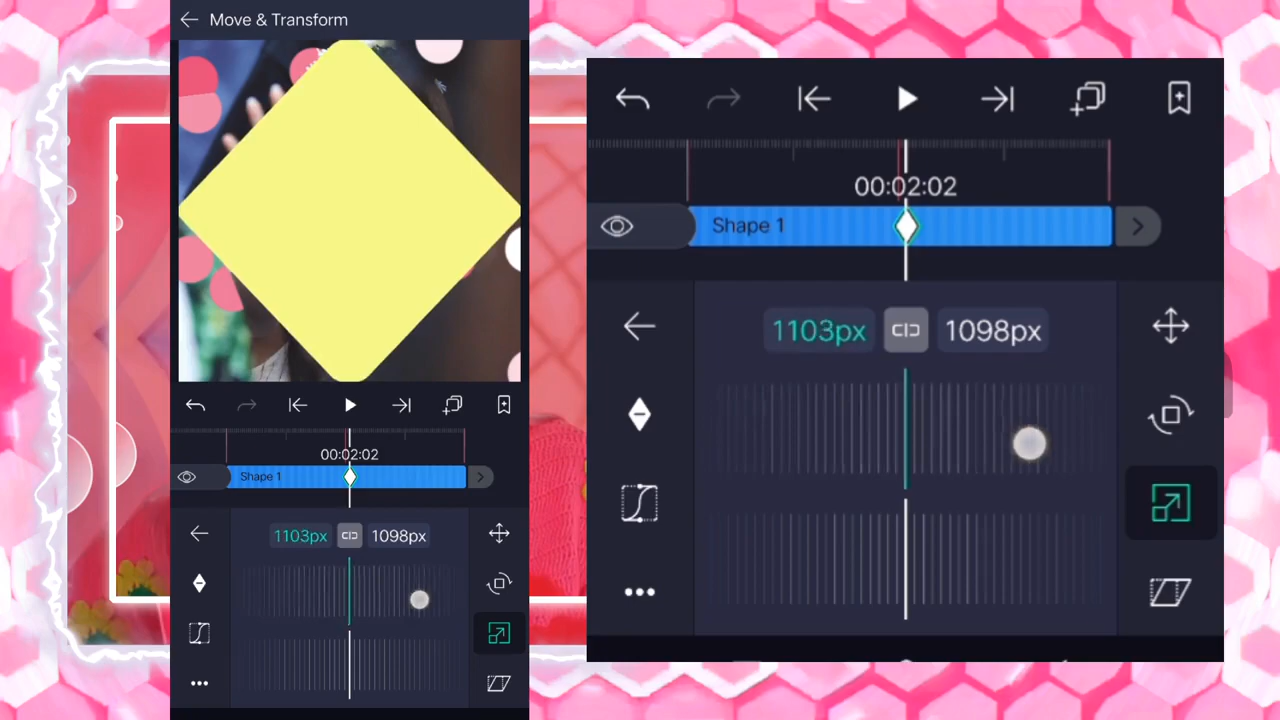 Move & Transform
00:02:02
Shape 1
1103px
1098px
00:02:02
Shape 1
1103px
1098px